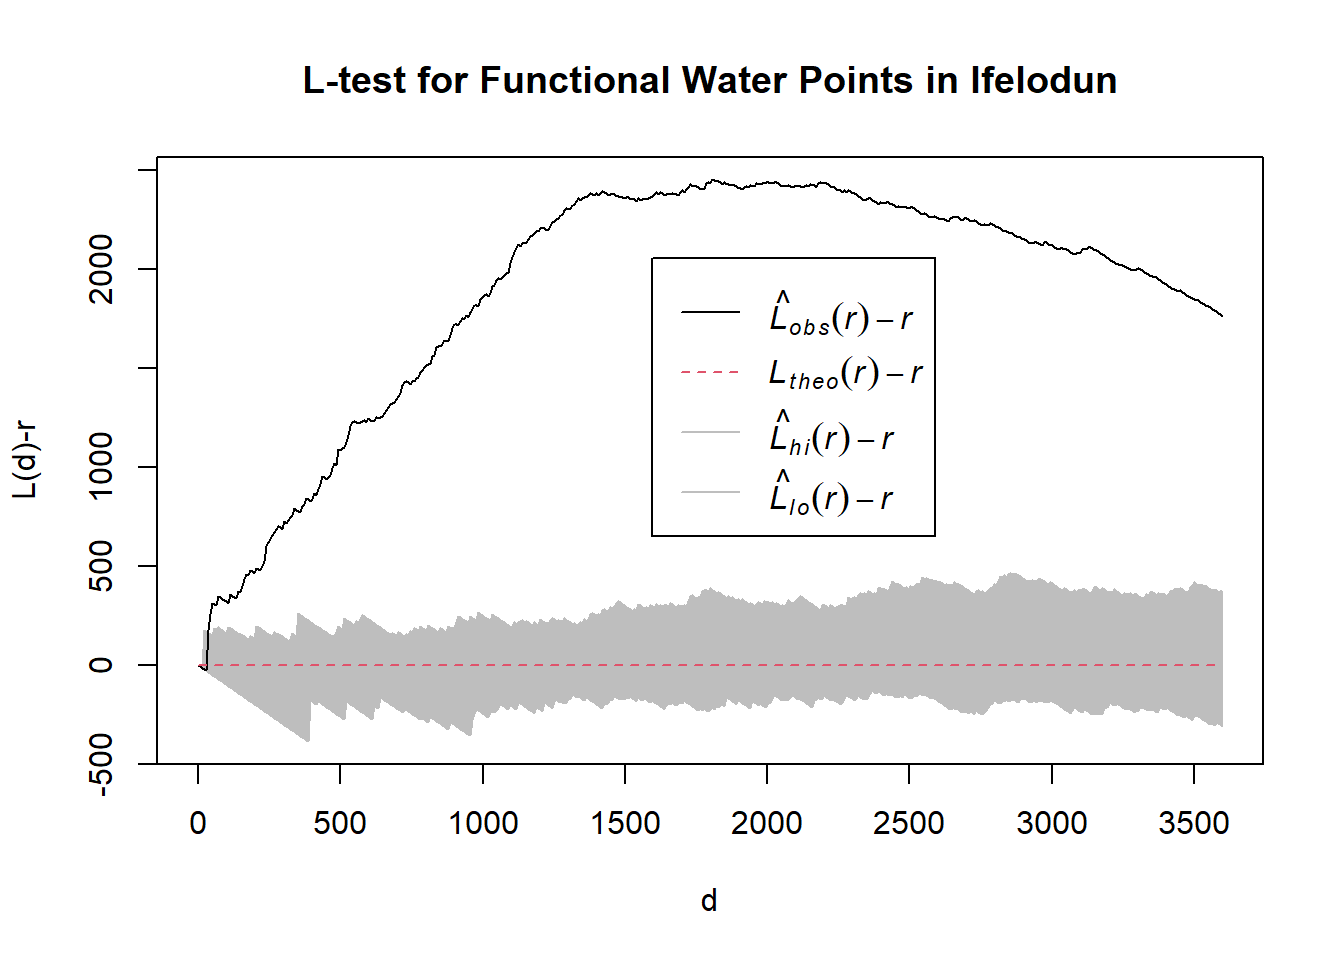 L-test for Functional Water Points in Ifelodun
L(d)-r
2000
1000
500
0
-500
L̂obs(r) − r
Ltheo(r) − r
L̂hi(r) − r
L̂lo(r) − r
0 500 1000 1500 2000 2500 3000 3500
d